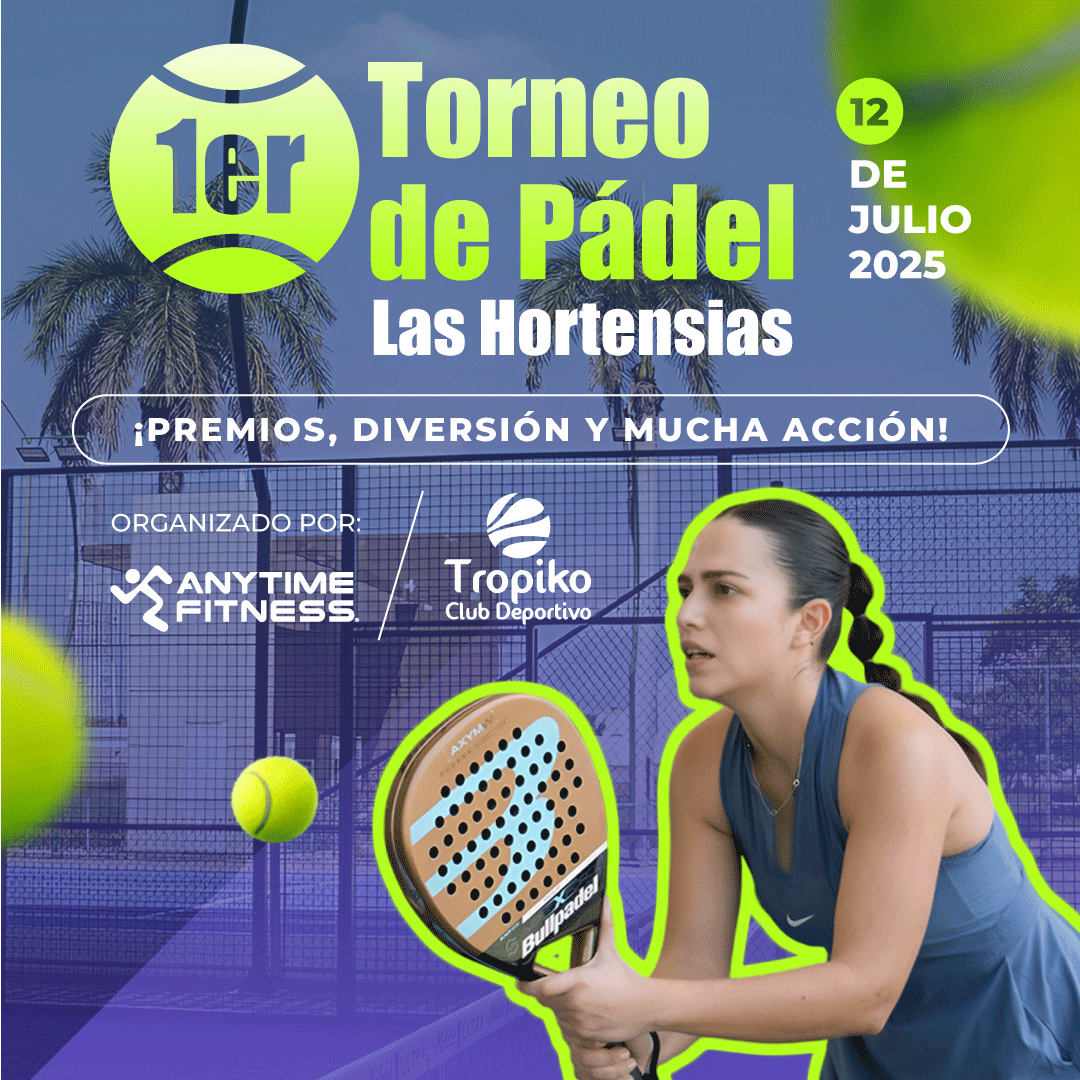 1er
Torneo
de Pádel
Las Hortensias
12
DE
JULIO
2025
¡PREMIOS, DIVERSIÓN Y MUCHA ACCIÓN!
ORGANIZADO POR:
ANYTIME
FITNESS
Tropiko
Club Deportivo
AXYM
Bullpadel